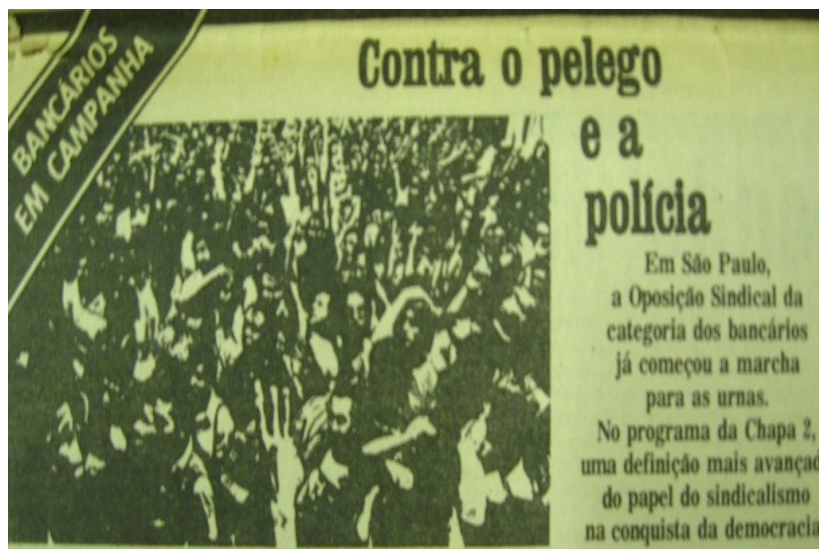 BANCÁRIOS
EM CAMPANHA
Contra o pelego
e a
polícia
Em São Paulo,
a Oposição Sindical da
categoria dos bancários
já começou a marcha
para as urnas.
No programa da Chapa 2,
uma definição mais avançad
do papel do sindicalismo
na conquista da democracia